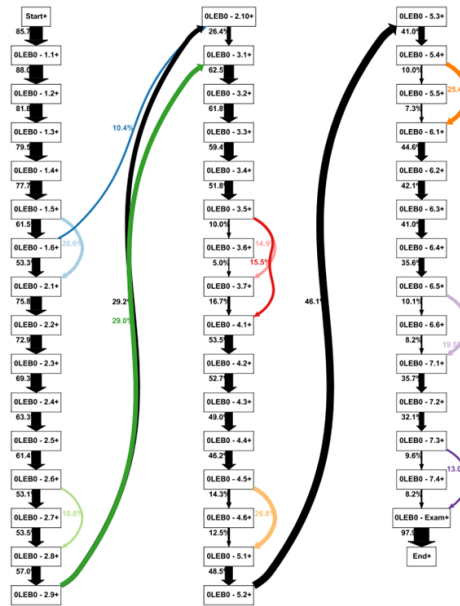 Start+
85.7
0LEB0 - 1.1+
88.0
0LEB0 - 1.2+
81.8
0LEB0 - 1.3+
79.5
0LEB0 - 1.4+
77.7
0LEB0 - 1.5+
61.5
20.6%
0LEB0 - 1.6+
53.3%
0LEB0 - 2.1+
75.8
0LEB0 - 2.2+
72.9
0LEB0 - 2.3+
69.3
0LEB0 - 2.4+
63.3
0LEB0 - 2.5+
61.4
0LEB0 - 2.6+
53.1
10.6%
0LEB0 - 2.7+
53.5%
0LEB0 - 2.8+
57.0%
0LEB0 - 2.9+
10.4%
29.2%
29.0%
0LEB0 - 2.10+
26.4%
0LEB0 - 3.1+
62.5
0LEB0 - 3.2+
61.8
0LEB0 - 3.3+
59.4
0LEB0 - 3.4+
51.8
0LEB0 - 3.5+
10.0%
14.9%
0LEB0 - 3.6+
5.0%
15.5%
0LEB0 - 3.7+
16.7%
0LEB0 - 4.1+
53.5%
0LEB0 - 4.2+
52.7%
0LEB0 - 4.3+
49.0%
0LEB0 - 4.4+
46.2%
0LEB0 - 4.5+
14.3%
26.8%
0LEB0 - 4.6+
12.5%
0LEB0 - 5.1+
48.5%
0LEB0 - 5.2+
46.1%
0LEB0 - 5.3+
41.0%
0LEB0 - 5.4+
10.0%
25.4
0LEB0 - 5.5+
7.3%
0LEB0 - 6.1+
44.6%
0LEB0 - 6.2+
42.1%
0LEB0 - 6.3+
41.0%
0LEB0 - 6.4+
35.6%
0LEB0 - 6.5+
10.1%
0LEB0 - 6.6+
8.2%
19.5%
0LEB0 - 7.1+
35.7%
0LEB0 - 7.2+
32.1%
0LEB0 - 7.3+
9.6%
13.0
0LEB0 - 7.4+
8.2%
0LEB0 - Exam+
97.9
End+